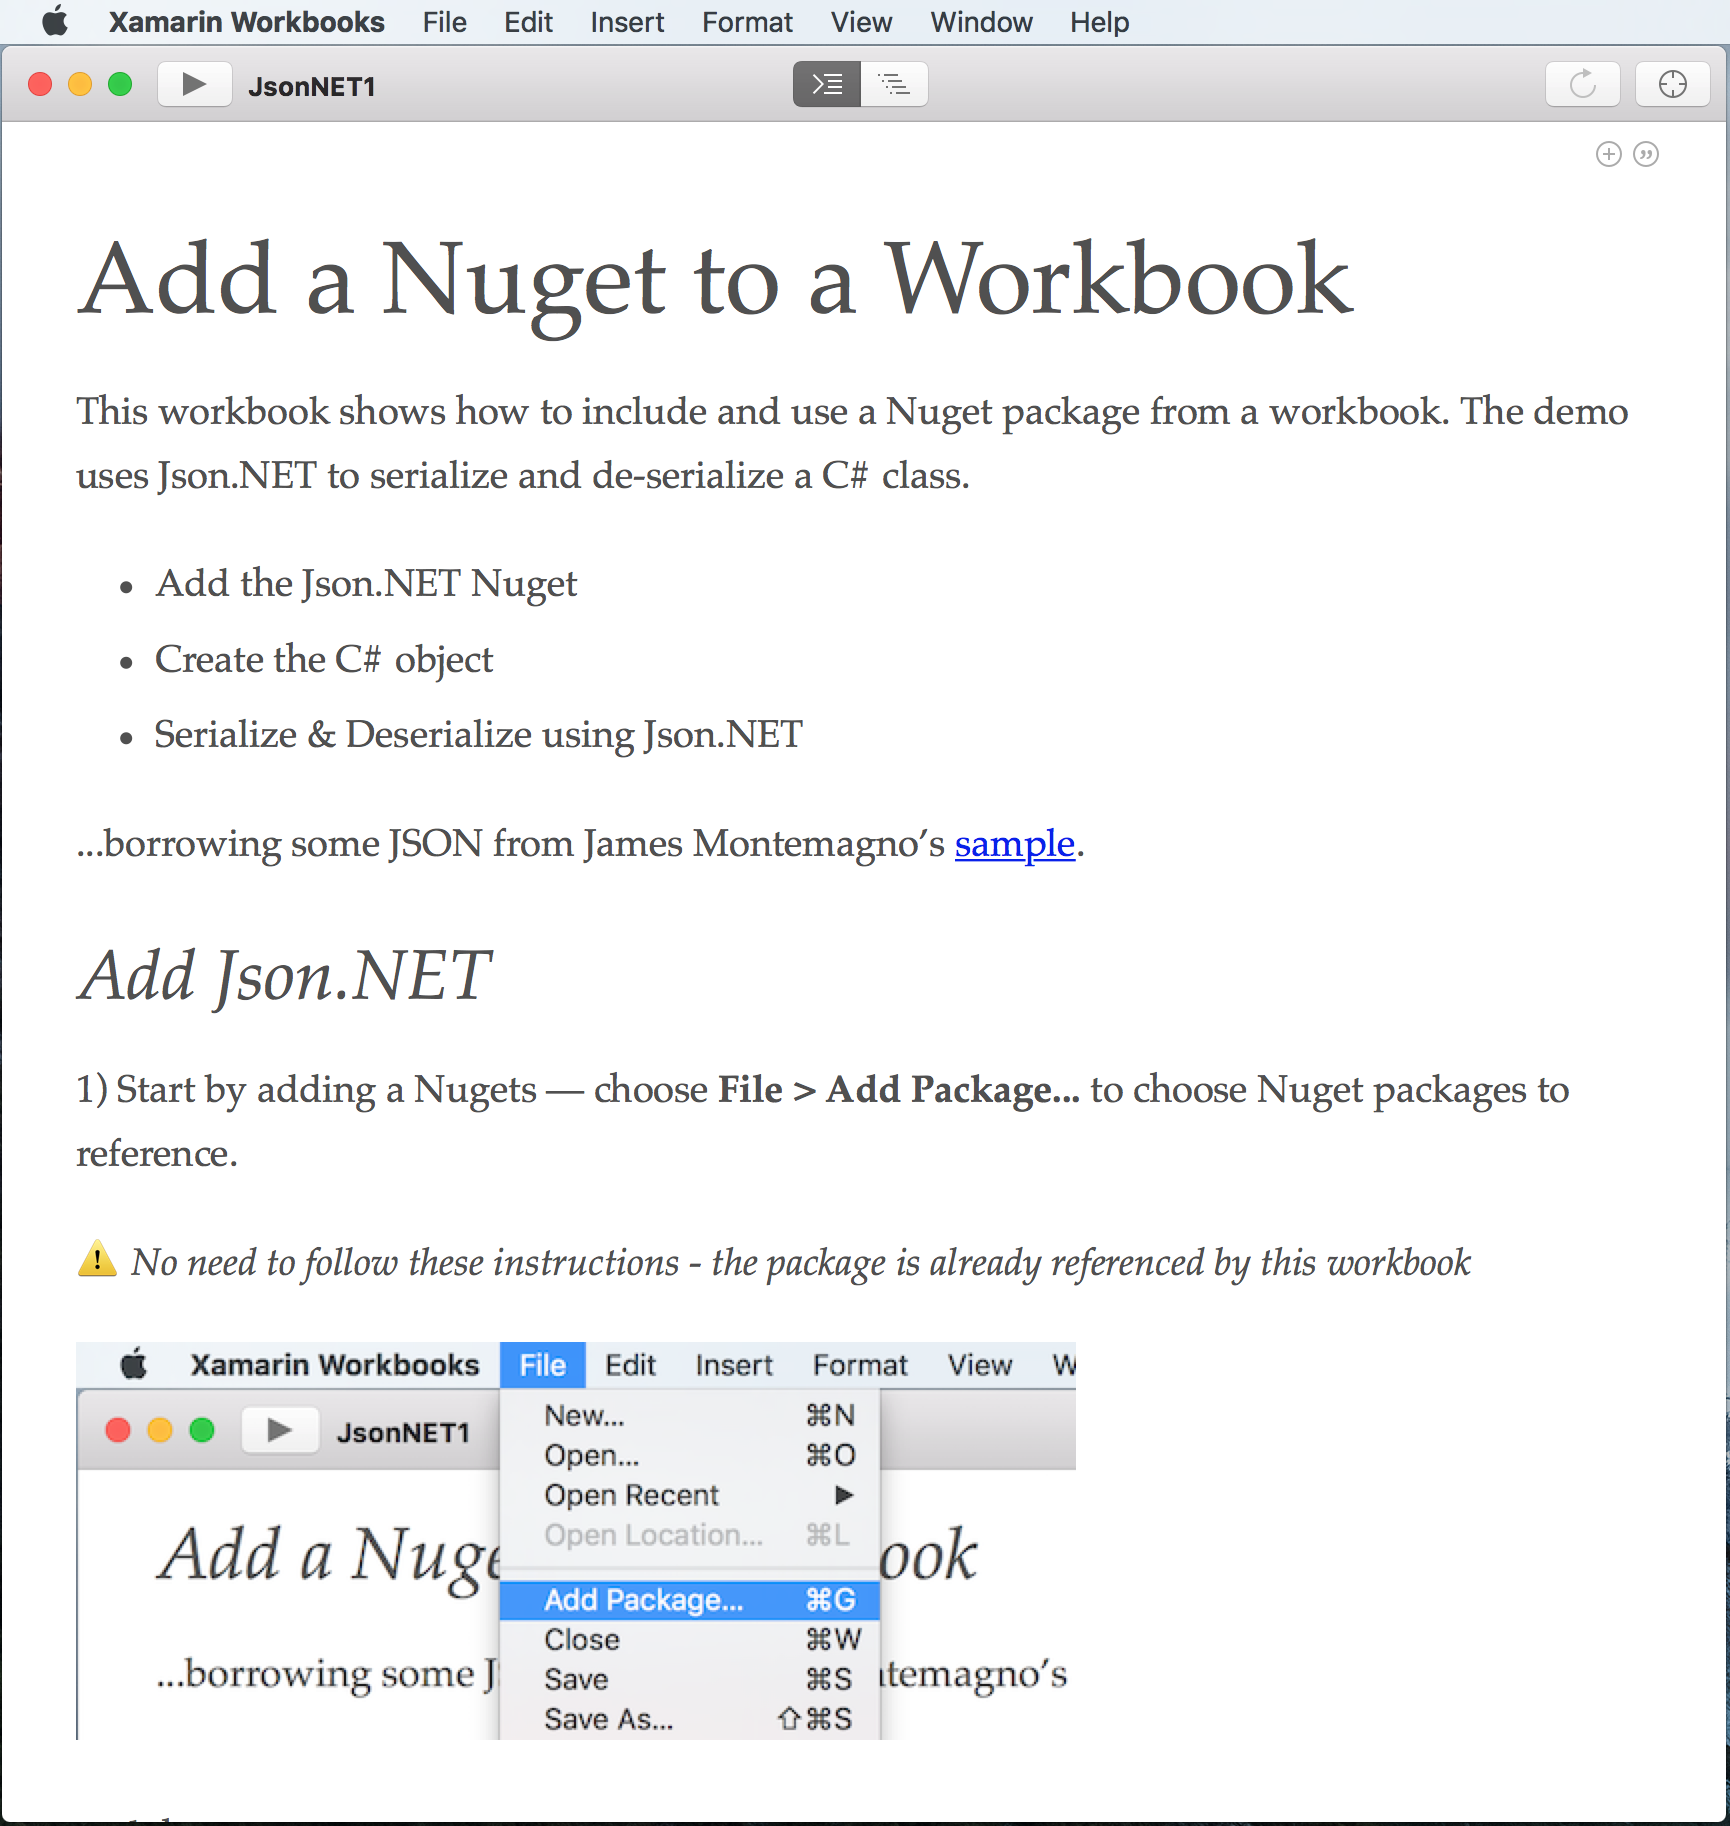 Xamarin Workbooks File Edit Insert Format View Window Help
JsonNET1
Add a Nuget to a Workbook
This workbook shows how to include and use a Nuget package from a workbook. The demo
uses Json.NET to serialize and de-serialize a C# class.
• Add the Json.NET Nuget
• Create the C# object
• Serialize & Deserialize using Json.NET
...borrowing some JSON from James Montemagno’s sample.
Add Json.NET
1) Start by adding a Nugets — choose File > Add Package... to choose Nuget packages to
reference.
⚠️ No need to follow these instructions - the package is already referenced by this workbook
Xamarin Workbooks File Edit Insert Format View W
JsonNET1
New... ⌘N
Open... ⌘O
Open Recent ▶
Open Location... ⌘L
Add a Nuge ook
Add Package... ⌘G
Close ⌘W
...borrowing some J temagno’s
Save ⌘S
Save As... ⇧⌘S